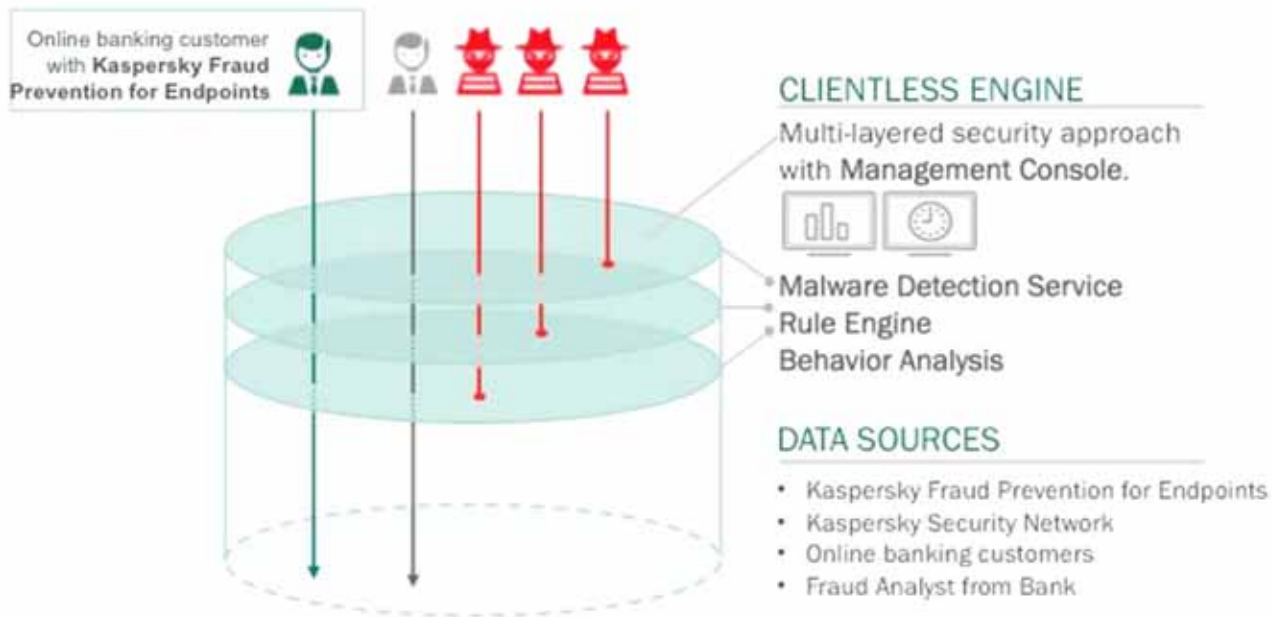 Online banking customer
with Kaspersky Fraud
Prevention for Endpoints
CLIENTLESS ENGINE
Multi-layered security approach
with Management Console.
Malware Detection Service
Rule Engine
Behavior Analysis
DATA SOURCES
• Kaspersky Fraud Prevention for Endpoints
• Kaspersky Security Network
• Online banking customers
• Fraud Analyst from Bank